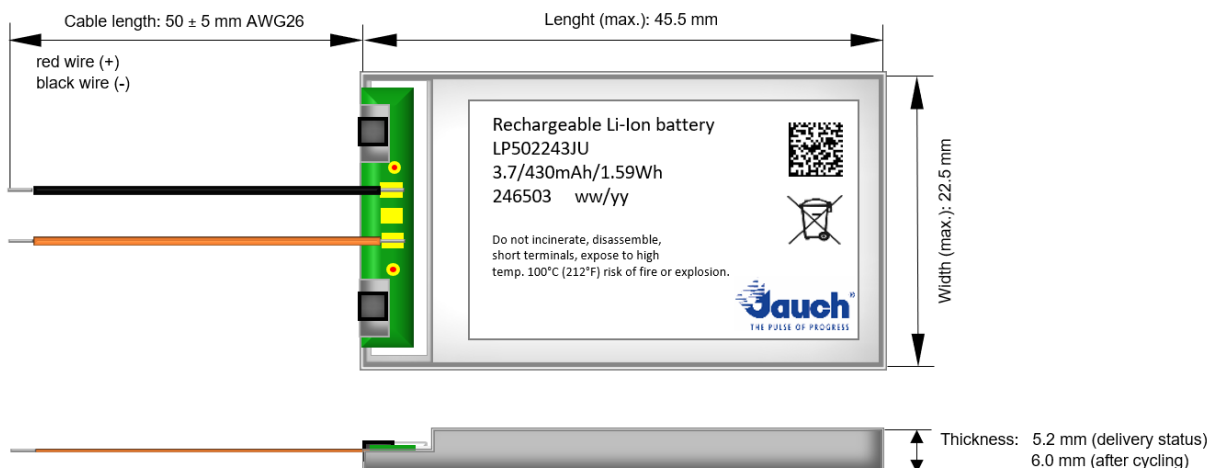 Cable length: 50 ± 5 mm AWG26
Lenght (max.): 45.5 mm
red wire (+)
black wire (-)
Rechargeable Li-Ion battery
LP502243JU
3.7/430mAh/1.59Wh
246503 ww/yy
Do not incinerate, disassemble,
short terminals, expose to high
temp. 100°C (212°F) risk of fire or explosion.
Jauch®
THE PULSE OF PROGRESS
Width (max.): 22.5 mm
Thickness: 5.2 mm (delivery status)
6.0 mm (after cycling)